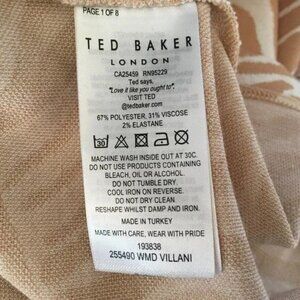 PAGE 1 OF 8
TED BAKER
LONDON
CA25459 RN95229
Ted says,
"Love it like you ought to".
VISIT TED
@tedbaker.com
67% POLYESTER, 31% VISCOSE
2% ELASTANE
30
MACHINE WASH INSIDE OUT AT 30C.
DO NOT USE PRODUCTS CONTAINING
BLEACH, OIL OR ALCOHOL.
DO NOT TUMBLE DRY.
COOL IRON ON REVERSE.
DO NOT DRY CLEAN
RESHAPE WHILST DAMP AND IRON.
MADE IN TURKEY
MADE WITH CARE, WEAR WITH PRIDE
193838
255490 WMD VILLANI